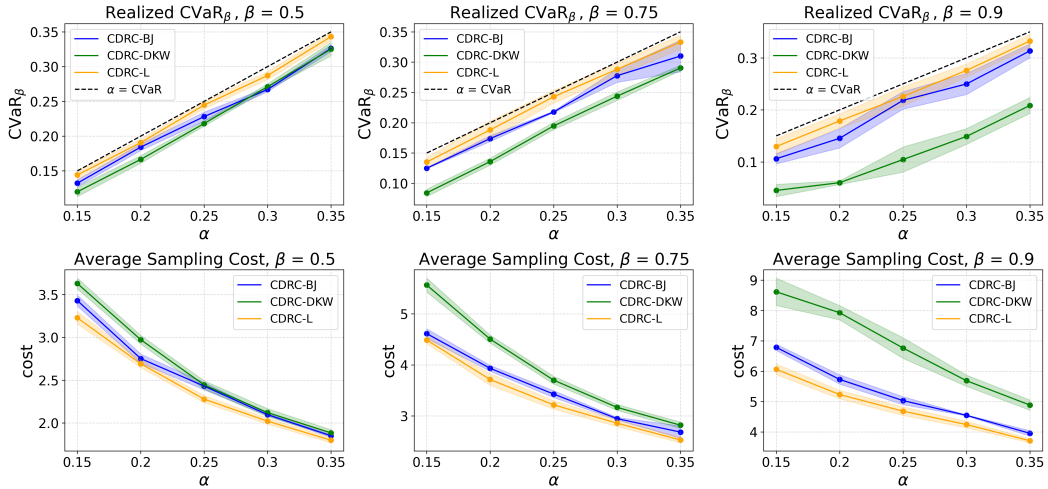 Realized CVaRβ , β = 0.5
CDRC-BJ
CDRC-DKW
CDRC-L
α = CVaR
CVaRβ
0.35
0.30
0.25
0.20
0.15
0.15 0.2 0.25 0.3 0.35
α
Realized CVaRβ , β = 0.75
CDRC-BJ
CDRC-DKW
CDRC-L
α = CVaR
CVaRβ
0.35
0.30
0.25
0.20
0.15
0.10
0.15 0.2 0.25 0.3 0.35
α
Realized CVaRβ , β = 0.9
CDRC-BJ
CDRC-DKW
CDRC-L
α = CVaR
CVaRβ
0.3
0.2
0.1
0.15 0.2 0.25 0.3 0.35
α
Average Sampling Cost, β = 0.5
CDRC-BJ
CDRC-DKW
CDRC-L
cost
3.5
3.0
2.5
2.0
0.15 0.2 0.25 0.3 0.35
α
Average Sampling Cost, β = 0.75
CDRC-BJ
CDRC-DKW
CDRC-L
cost
5
4
3
0.15 0.2 0.25 0.3 0.35
α
Average Sampling Cost, β = 0.9
CDRC-BJ
CDRC-DKW
CDRC-L
cost
9
8
7
6
5
4
0.15 0.2 0.25 0.3 0.35
α